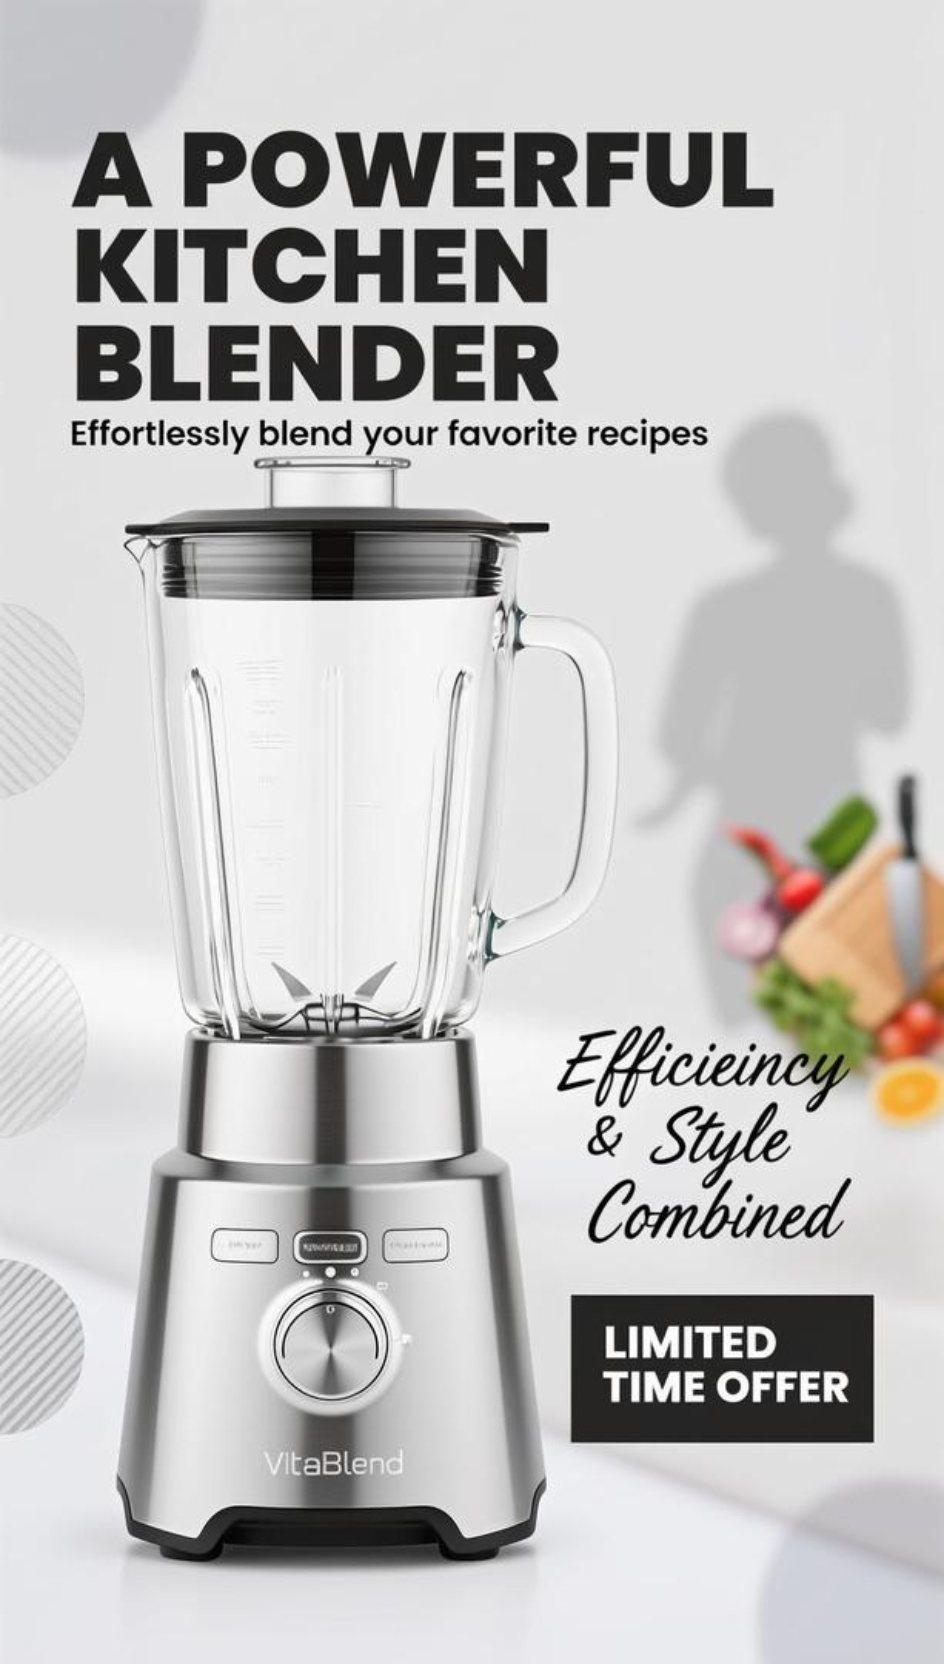 A POWERFUL
KITCHEN
BLENDER
Effortlessly blend your favorite recipes
Efficieincy
& Style
Combined
LIMITED
TIME OFFER
VitaBlend